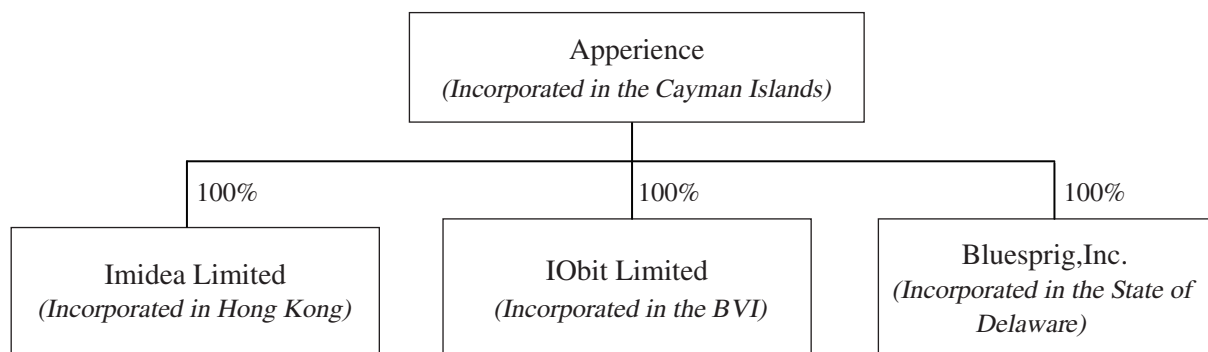 Apperience
(Incorporated in the Cayman Islands)
100%
100%
100%
Imidea Limited
(Incorporated in Hong Kong)
IObit Limited
(Incorporated in the BVI)
Bluesprig,Inc.
(Incorporated in the State of
Delaware)